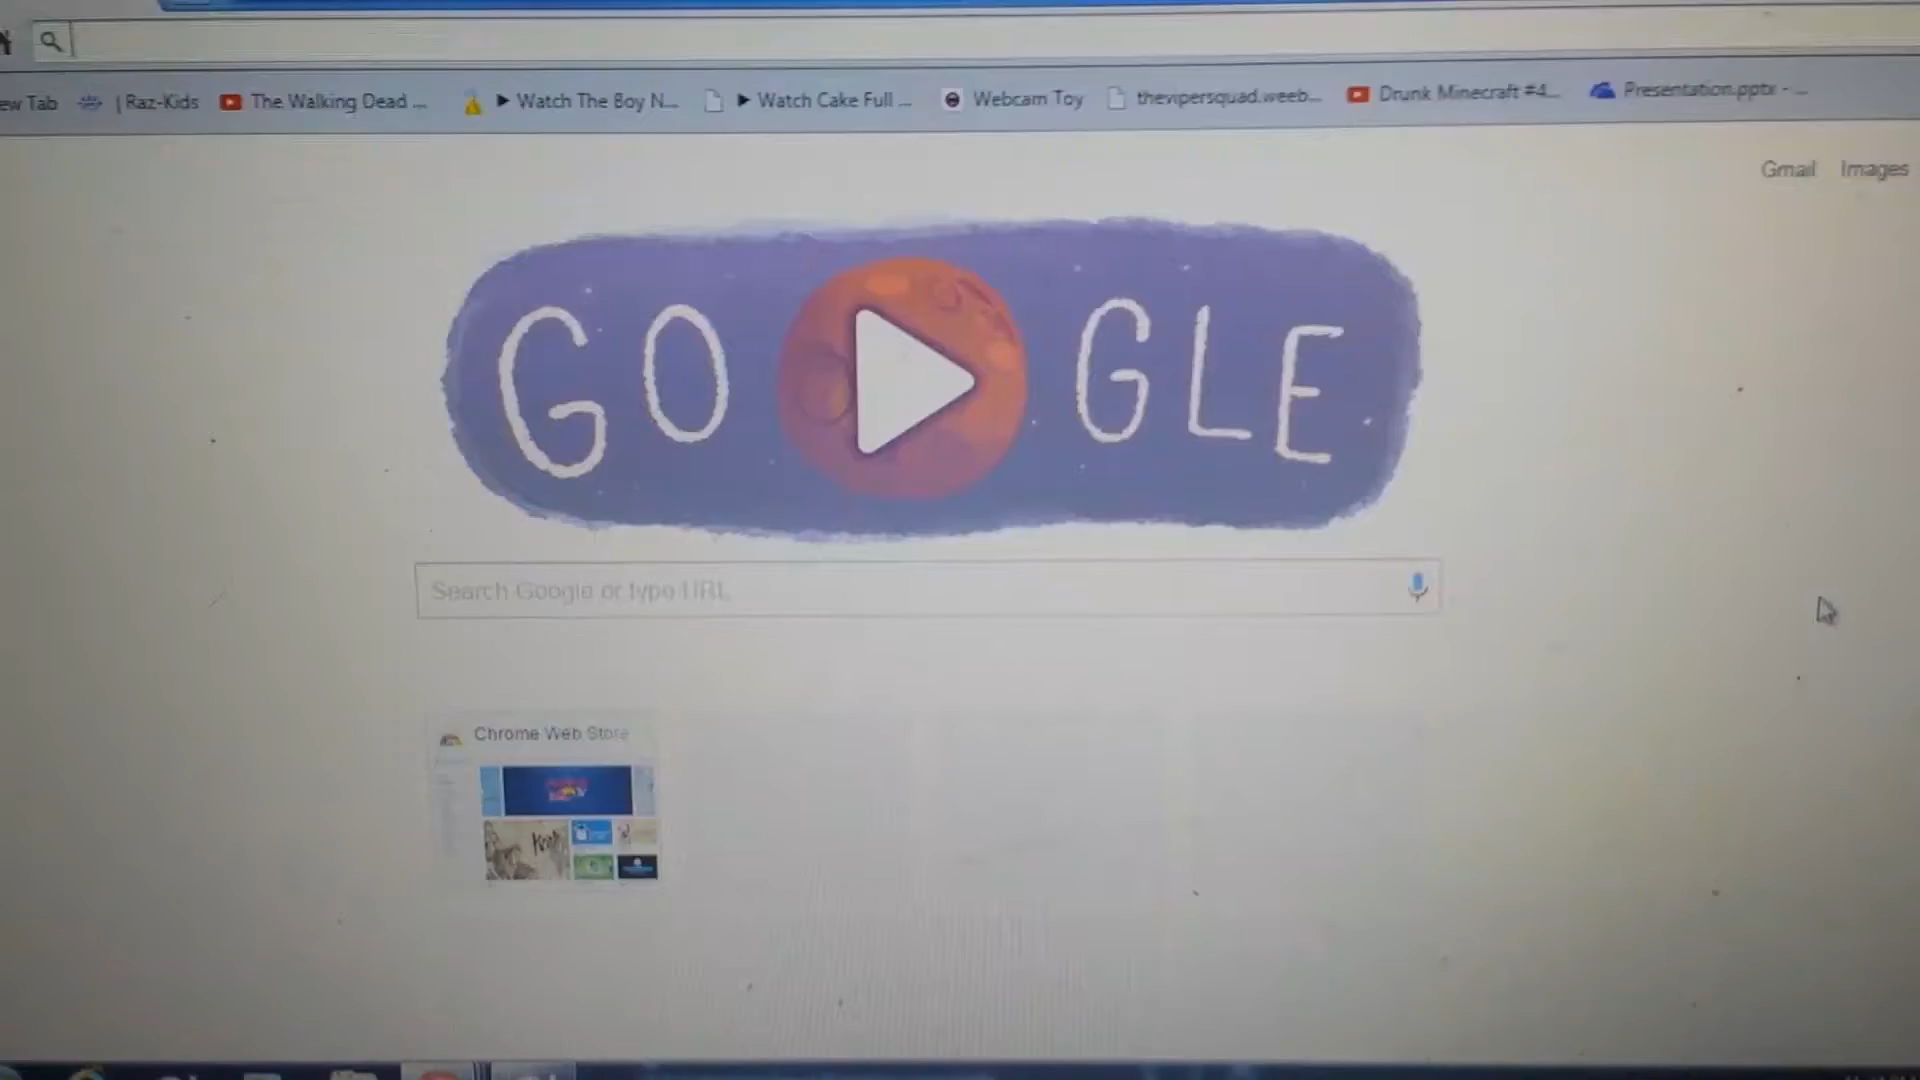 ew Tab | Raz-Kids The Walking Dead ... ▶ Watch The Boy N... ▶ Watch Cake Full ... Webcam Toy thevipersquad.weeb... Drunk Minecraft #4... Presentation.pptx - ...
Gmail Images
GO GLE
Search Google or type URL
Chrome Web Store